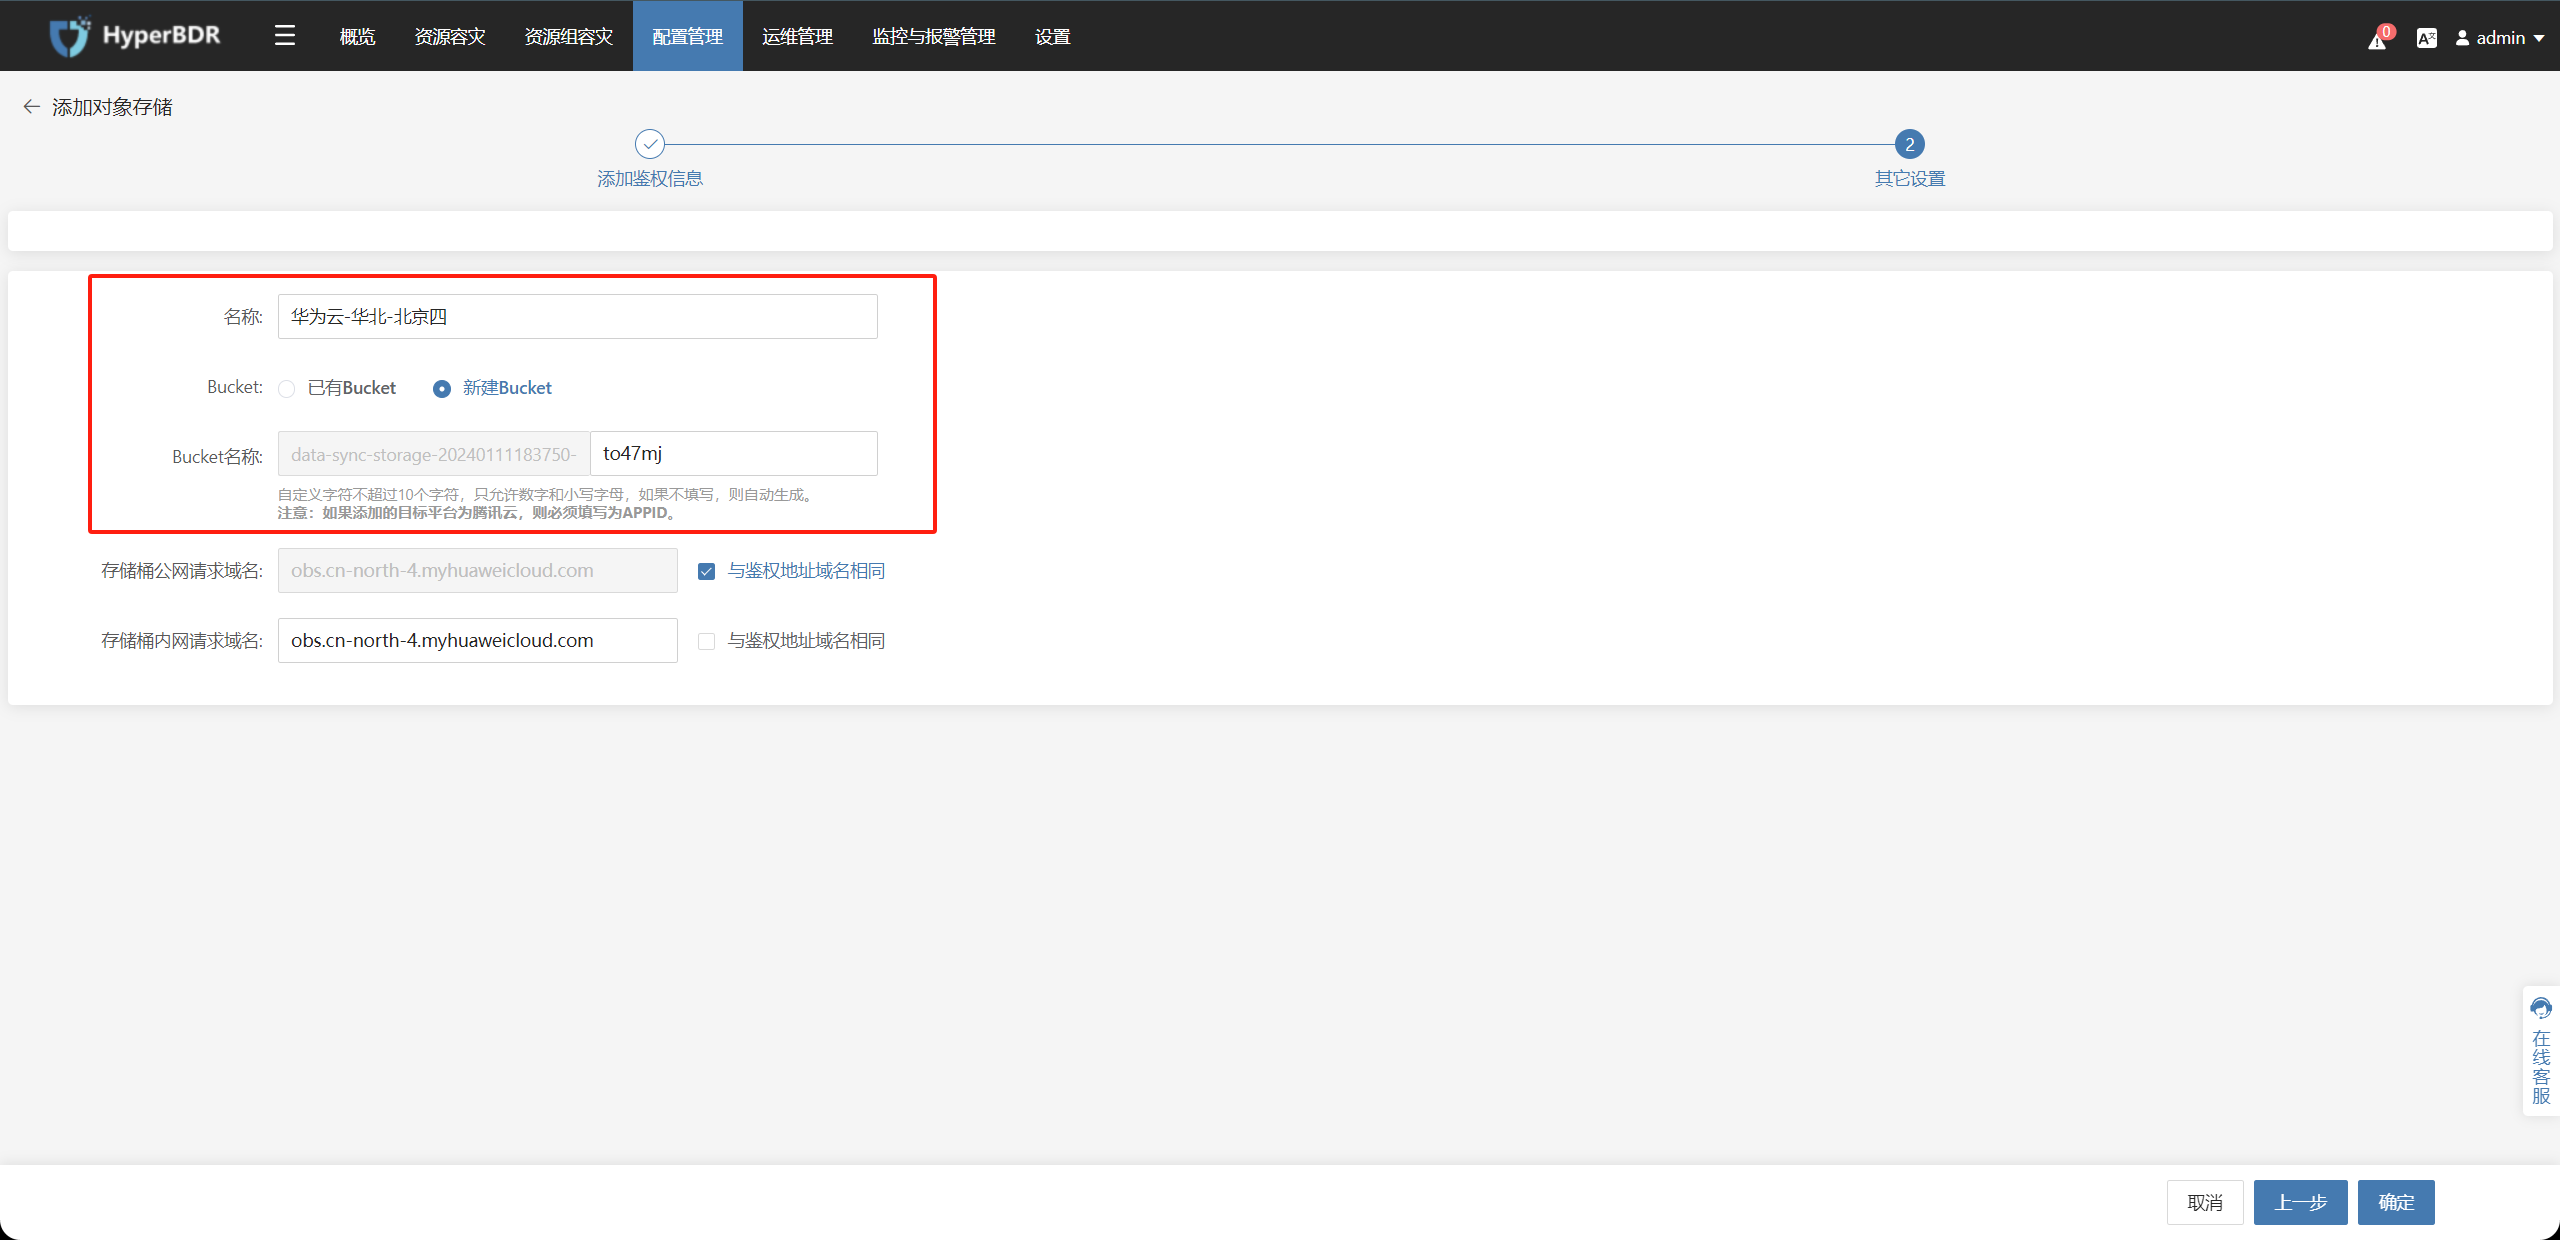 HyperBDR 概览 资源容灾 资源组容灾 配置管理 运维管理 监控与报警管理 设置 0 admin
添加对象存储
2
添加鉴权信息 其它设置
名称: 华为云-华北-北京四
Bucket: 已有Bucket 新建Bucket
Bucket名称: data-sync-storage-20240111183750- to47mj
自定义字符不超过10个字符，只允许数字和小写字母，如果不填写，则自动生成。
注意：如果添加的目标平台为腾讯云，则必须填写为APPID。
存储桶公网请求域名: obs.cn-north-4.myhuaweicloud.com 与鉴权地址域名相同
存储桶内网请求域名: obs.cn-north-4.myhuaweicloud.com 与鉴权地址域名相同
在线客服
取消 上一步 确定